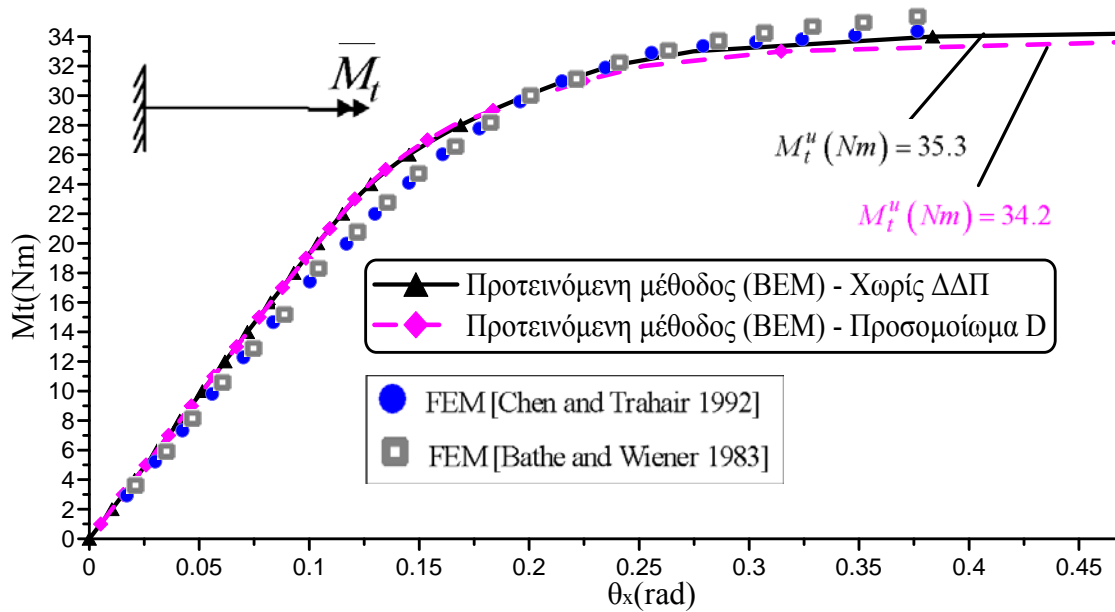 34
32
30
28
26
24
22
20
18
16
14
12
10
8
6
4
2
0
Mt(Nm)
M̅_t
M_t^u (Nm) = 35.3
M_t^u (Nm) = 34.2
Προτεινόμενη μέθοδος (BEM) - Χωρίς ΔΔΠ
Προτεινόμενη μέθοδος (BEM) - Προσομοίωμα D
FEM [Chen and Trahair 1992]
FEM [Bathe and Wiener 1983]
0 0.05 0.1 0.15 0.2 0.25 0.3 0.35 0.4 0.45
θx(rad)